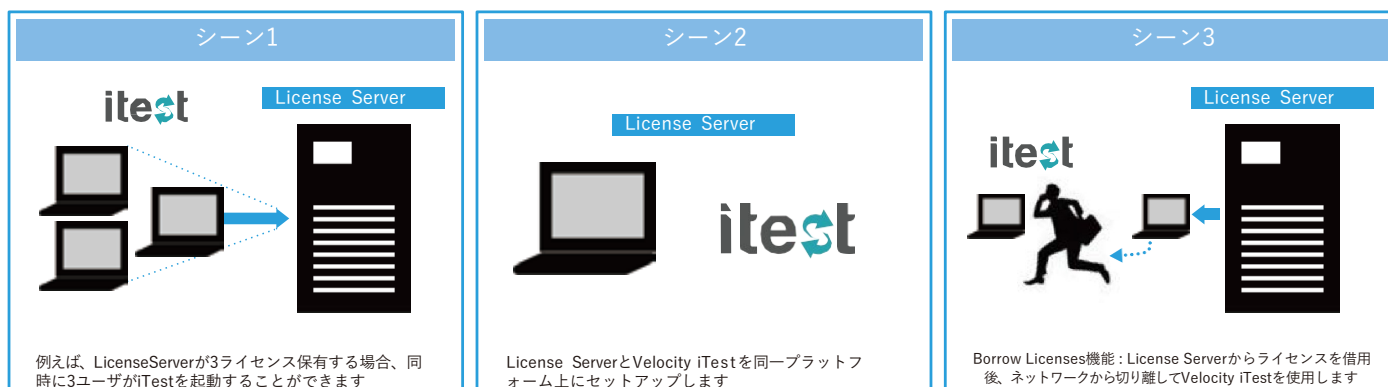 シーン1
itest
License Server
例えば、LicenseServerが3ライセンス保有する場合、同
時に3ユーザがiTestを起動することができます
シーン2
License Server
itest
License ServerとVelocity iTestを同一プラットフ
ォーム上にセットアップします
シーン3
License Server
itest
Borrow Licenses機能 : License Serverからライセンスを借用
後、ネットワークから切り離してVelocity iTestを使用します